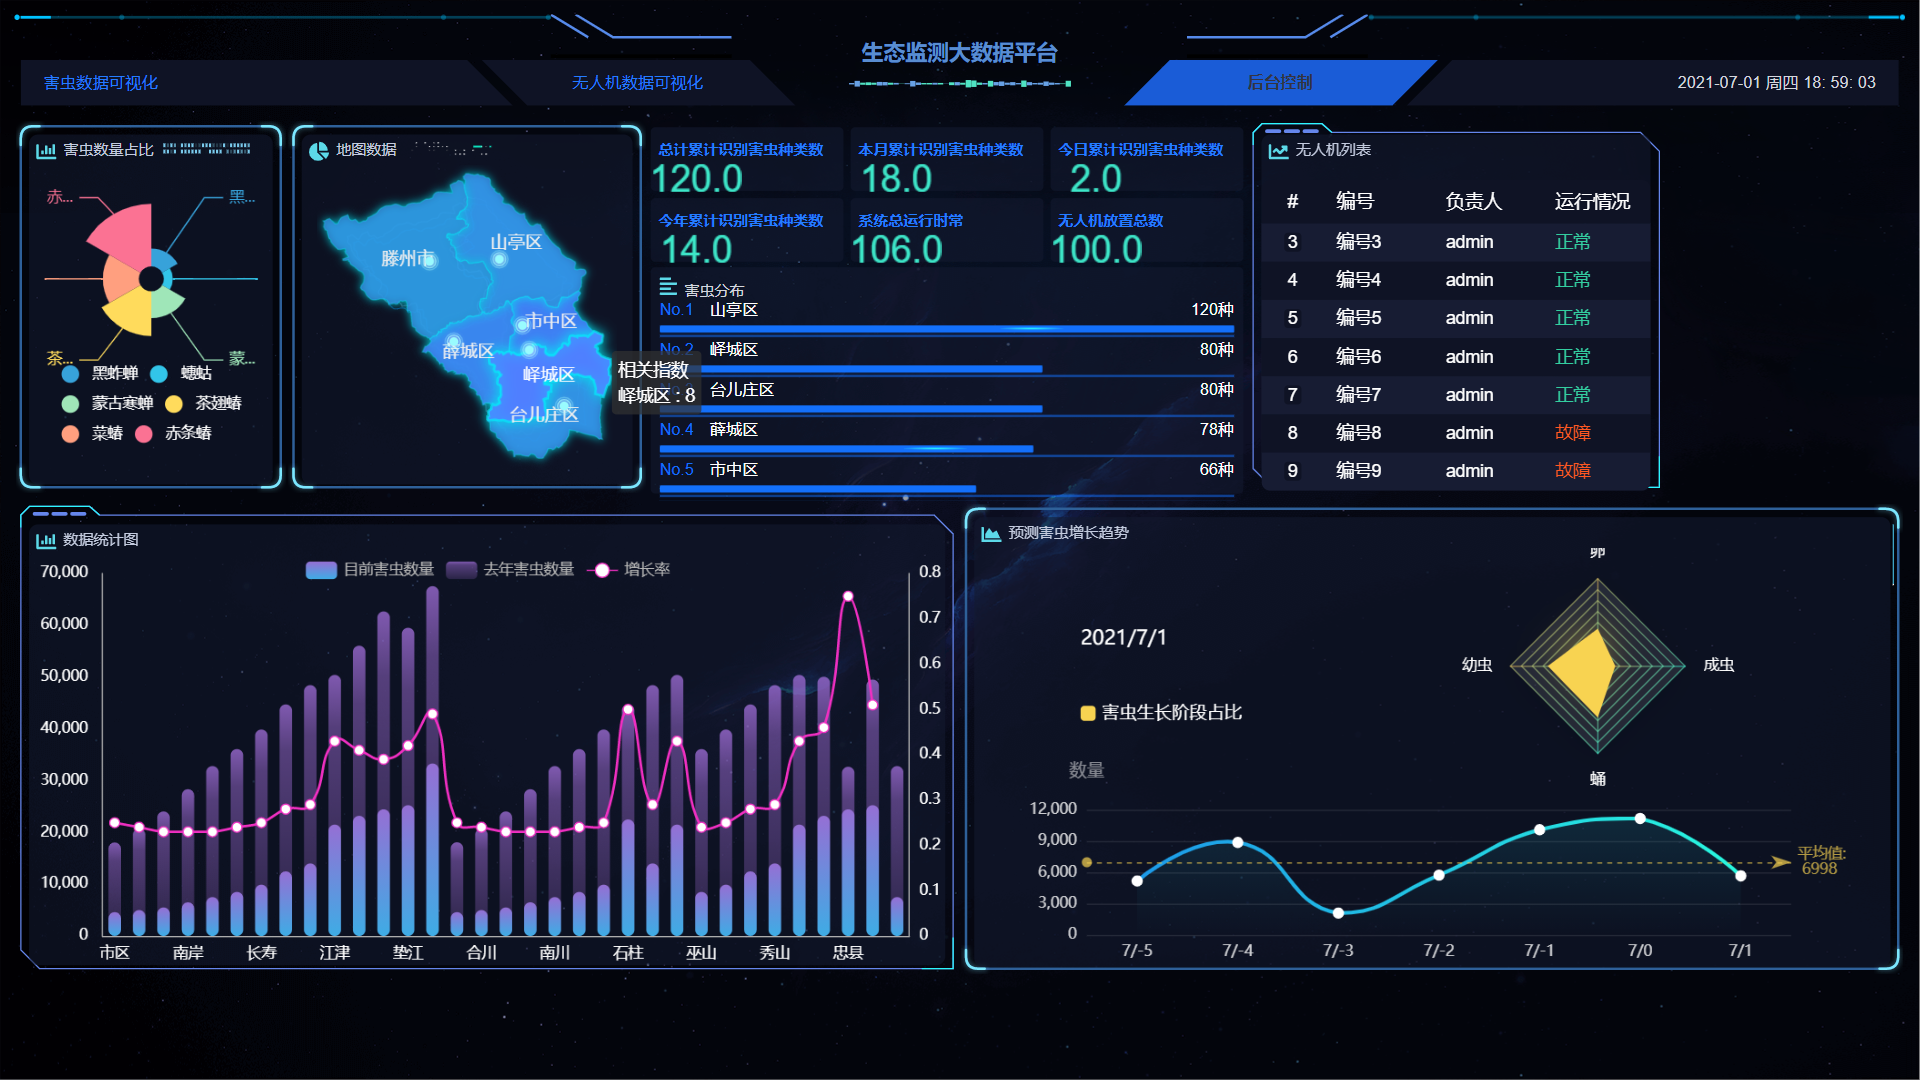 生态监测大数据平台
害虫数据可视化
无人机数据可视化
后台控制
2021-07-01 周四 18: 59: 03
害虫数量占比
赤...
黑...
茶...
蒙...
黑蚱蝉
蟪蛄
蒙古寒蝉
茶翅蝽
菜蝽
赤条蝽
地图数据
山亭区
滕州市
市中区
薛城区
峄城区
台儿庄区
相关指数
峄城区 : 8
总计累计识别害虫种类数
120.0
本月累计识别害虫种类数
18.0
今日累计识别害虫种类数
2.0
今年累计识别害虫种类数
14.0
系统总运行时常
106.0
无人机放置总数
100.0
害虫分布
No.1 山亭区 120种
No.2 峄城区 80种
台儿庄区 80种
No.4 薛城区 78种
No.5 市中区 66种
无人机列表
# 编号 负责人 运行情况
3 编号3 admin 正常
4 编号4 admin 正常
5 编号5 admin 正常
6 编号6 admin 正常
7 编号7 admin 正常
8 编号8 admin 故障
9 编号9 admin 故障
数据统计图
目前害虫数量 去年害虫数量 增长率
70,000
60,000
50,000
40,000
30,000
20,000
10,000
0
0.8
0.7
0.6
0.5
0.4
0.3
0.2
0.1
0
市区 南岸 长寿 江津 垫江 合川 南川 石柱 巫山 秀山 忠县
预测害虫增长趋势
2021/7/1
害虫生长阶段占比
卵
幼虫
成虫
蛹
数量
12,000
9,000
6,000
3,000
0
平均值:
6998
7/-5 7/-4 7/-3 7/-2 7/-1 7/0 7/1